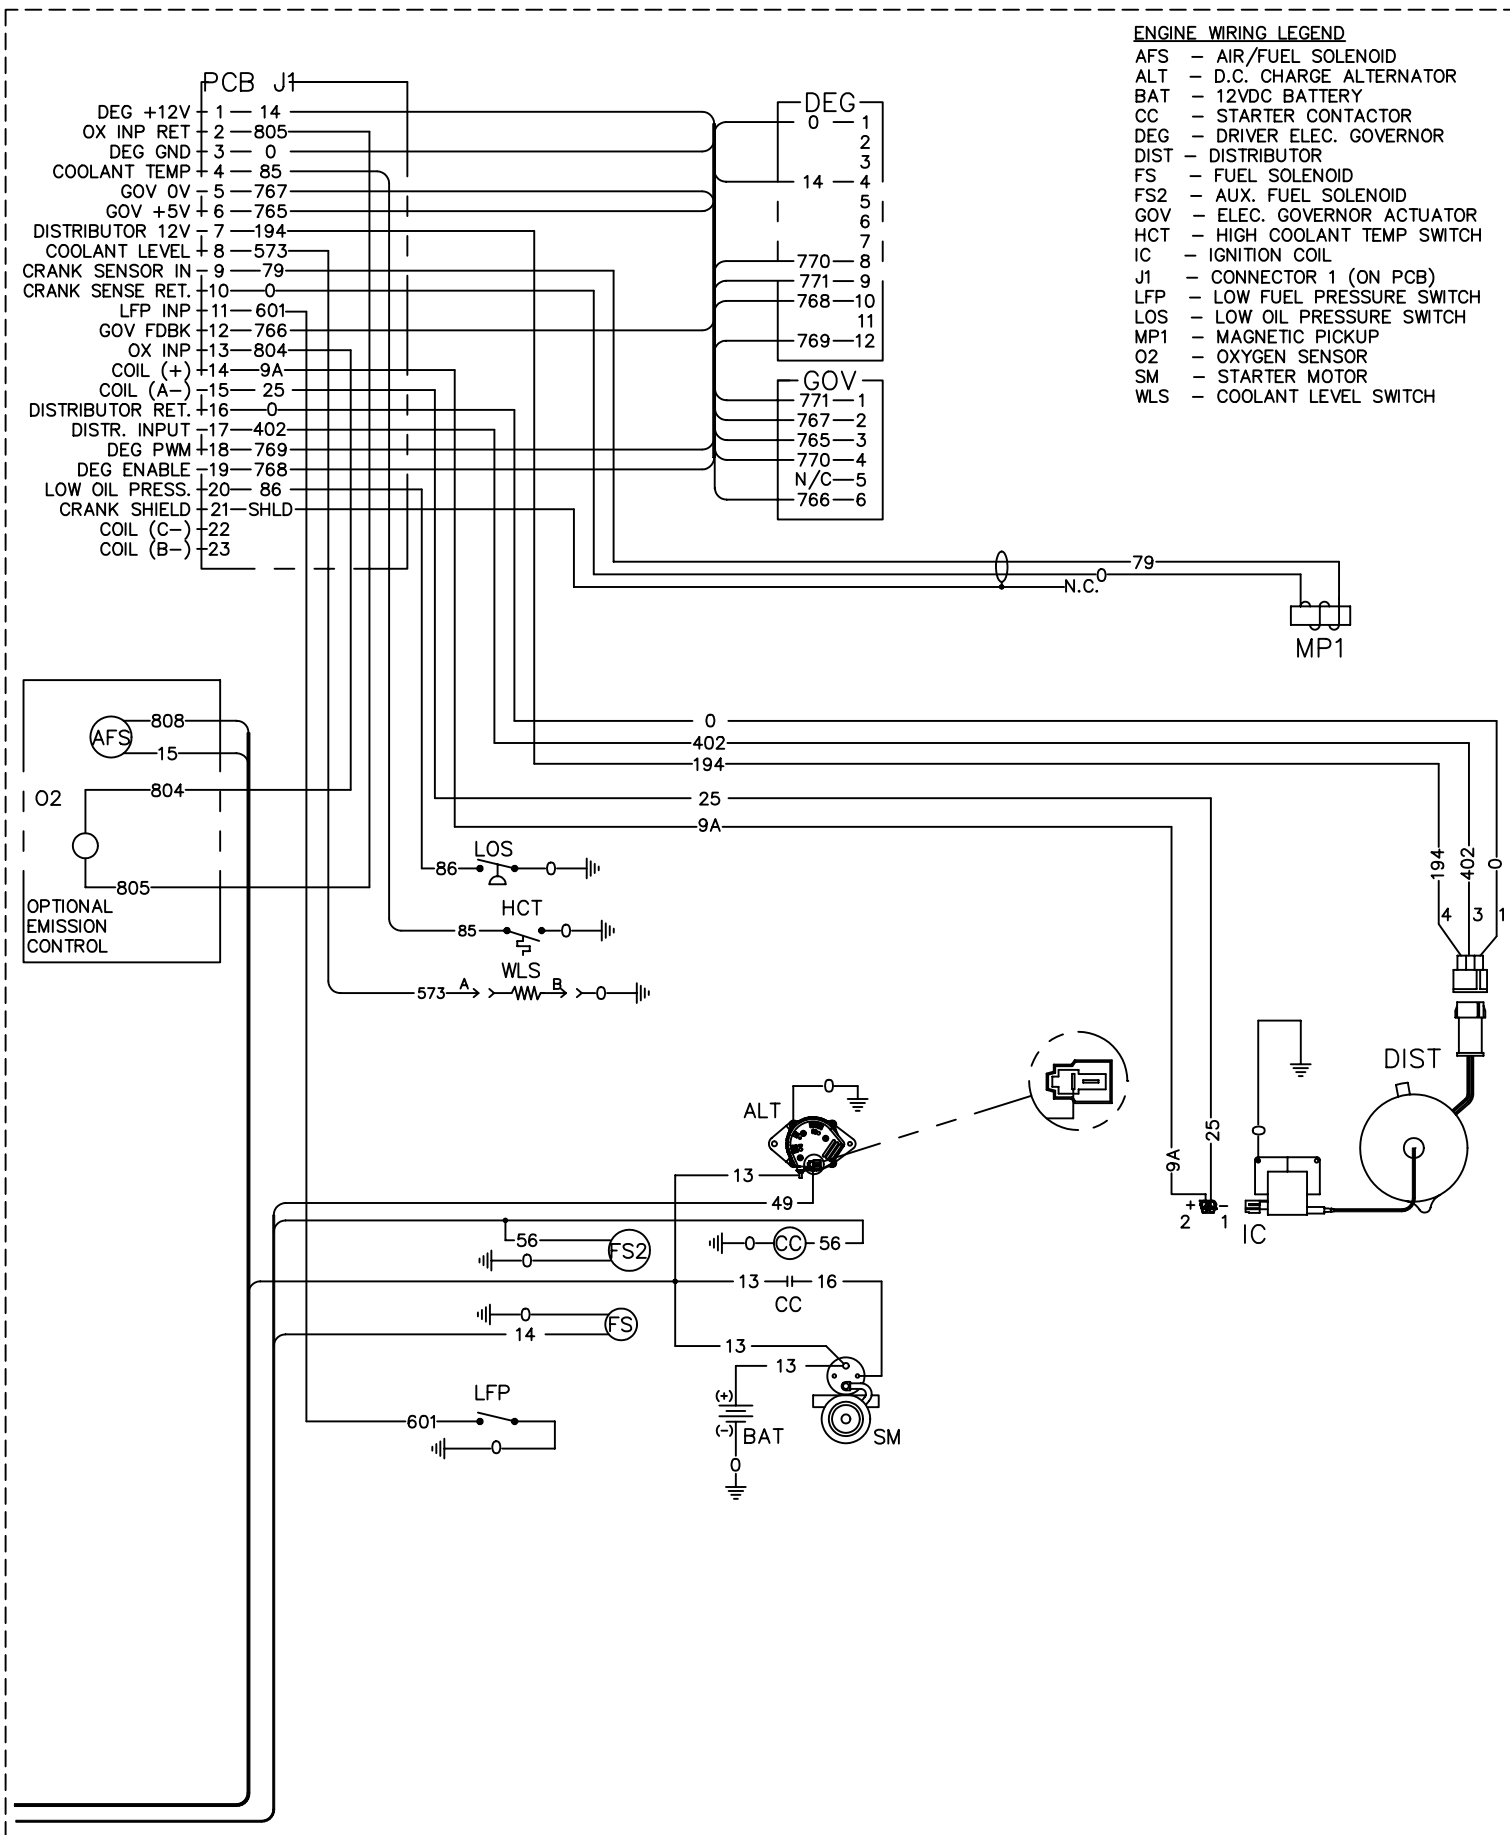 ENGINE WIRING LEGEND
AFS – AIR/FUEL SOLENOID
ALT – D.C. CHARGE ALTERNATOR
BAT – 12VDC BATTERY
CC – STARTER CONTACTOR
DEG – DRIVER ELEC. GOVERNOR
DIST – DISTRIBUTOR
FS – FUEL SOLENOID
FS2 – AUX. FUEL SOLENOID
GOV – ELEC. GOVERNOR ACTUATOR
HCT – HIGH COOLANT TEMP SWITCH
IC – IGNITION COIL
J1 – CONNECTOR 1 (ON PCB)
LFP – LOW FUEL PRESSURE SWITCH
LOS – LOW OIL PRESSURE SWITCH
MP1 – MAGNETIC PICKUP
O2 – OXYGEN SENSOR
SM – STARTER MOTOR
WLS – COOLANT LEVEL SWITCH
PCB J1
DEG +12V 1 14
OX INP RET 2 805
DEG GND 3 0
COOLANT TEMP 4 85
GOV 0V 5 767
GOV +5V 6 765
DISTRIBUTOR 12V 7 194
COOLANT LEVEL 8 573
CRANK SENSOR IN 9 79
CRANK SENSE RET. 10 0
LFP INP 11 601
GOV FDBK 12 766
OX INP 13 804
COIL (+) 14 9A
COIL (A–) 15 25
DISTRIBUTOR RET. 16 0
DISTR. INPUT 17 402
DEG PWM 18 769
DEG ENABLE 19 768
LOW OIL PRESS. 20 86
CRANK SHIELD 21 SHLD
COIL (C–) 22
COIL (B–) 23
DEG
0 1
2
3
14 4
5
6
7
770 8
771 9
768 10
11
769 12
GOV
771 1
767 2
765 3
770 4
N/C 5
766 6
79
0
N.C.
MP1
AFS
808
15
O2
804
805
OPTIONAL
EMISSION
CONTROL
0
402
194
25
9A
LOS
86 0
HCT
85 0
WLS
573 A B 0
194 402 0
4 3 1
DIST
ALT
0
13
49
56
FS2
0
0 CC 56
13 16
CC
0
FS
14
13
13
(+)
(–)
BAT
SM
0
LFP
601
0
9A
25
+ –
2 1
0
IC